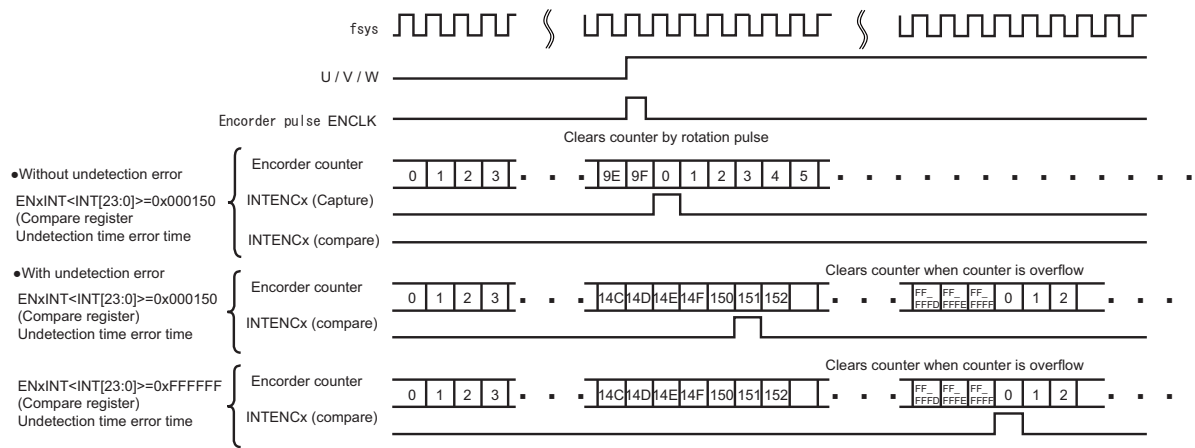 fsys
U / V / W
Encorder pulse ENCLK
Clears counter by rotation pulse
●Without undetection error
ENxINT<INT[23:0]>=0x000150
(Compare register
Undetection time error time
Encorder counter
0 1 2 3 9E 9F 0 1 2 3 4 5
INTENCx (Capture)
INTENCx (compare)
●With undetection error
Clears counter when counter is overflow
ENxINT<INT[23:0]>=0x000150
(Compare register)
Undetection time error time
Encorder counter
0 1 2 3 14C 14D 14E 14F 150 151 152 FF_FFFD FF_FFFE FF_FFFF 0 1 2
INTENCx (compare)
Clears counter when counter is overflow
ENxINT<INT[23:0]>=0xFFFFFF
(Compare register)
Undetection time error time
Encorder counter
0 1 2 3 14C 14D 14E 14F 150 151 152 FF_FFFD FF_FFFE FF_FFFF 0 1 2
INTENCx (compare)